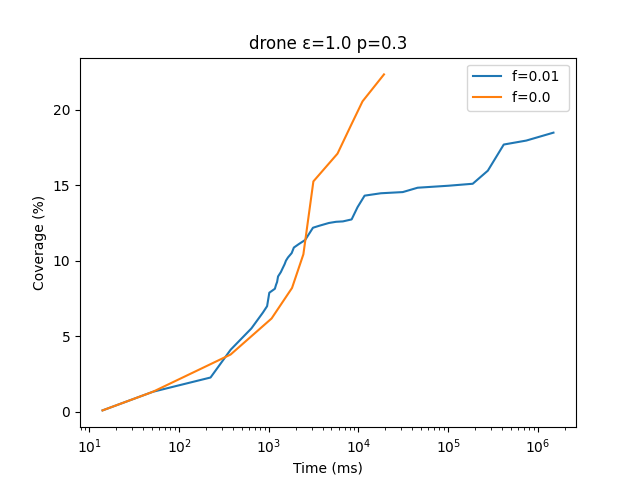 drone ε=1.0 p=0.3
f=0.01
f=0.0
Coverage (%)
20
15
10
5
0
10¹ 10² 10³ 10⁴ 10⁵ 10⁶
Time (ms)